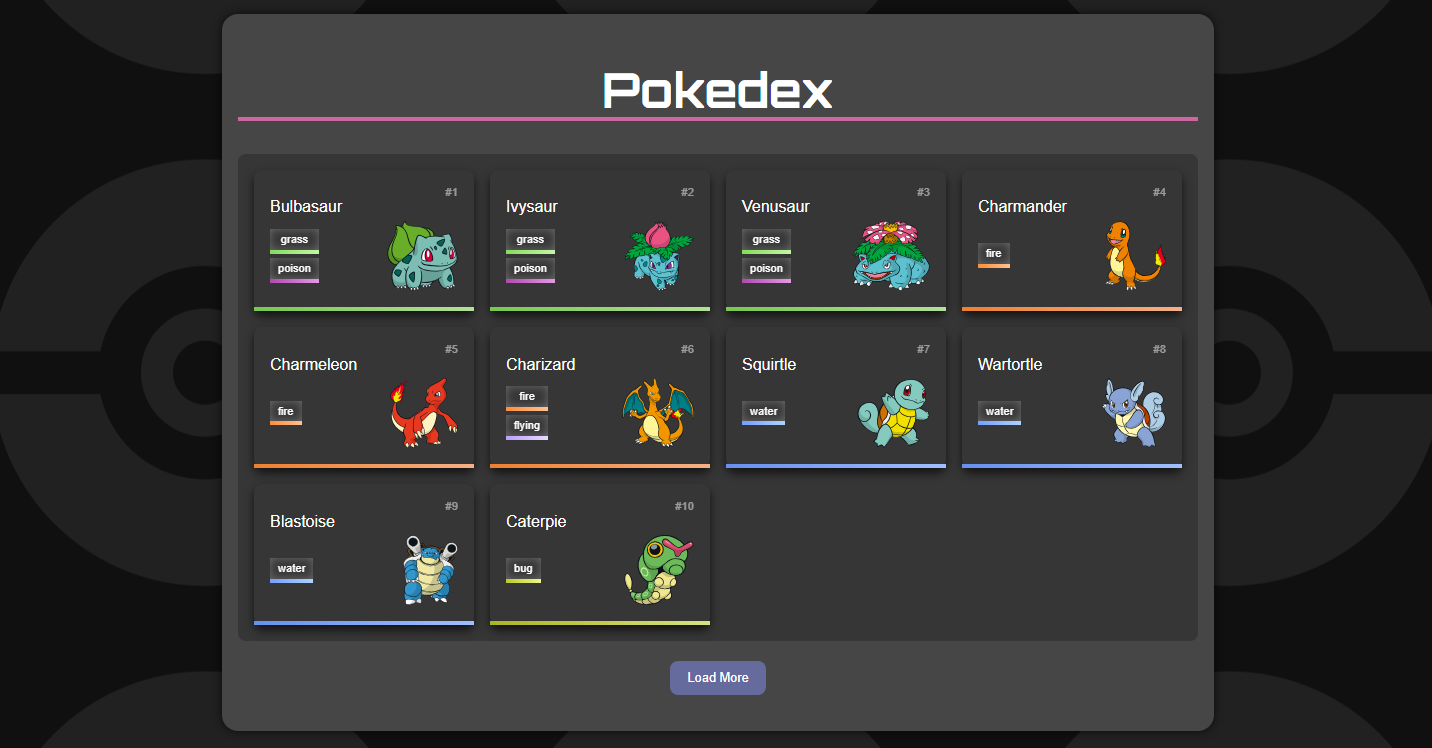 Pokedex
#1
Bulbasaur
grass
poison
#2
Ivysaur
grass
poison
#3
Venusaur
grass
poison
#4
Charmander
fire
#5
Charmeleon
fire
#6
Charizard
fire
flying
#7
Squirtle
water
#8
Wartortle
water
#9
Blastoise
water
#10
Caterpie
bug
Load More